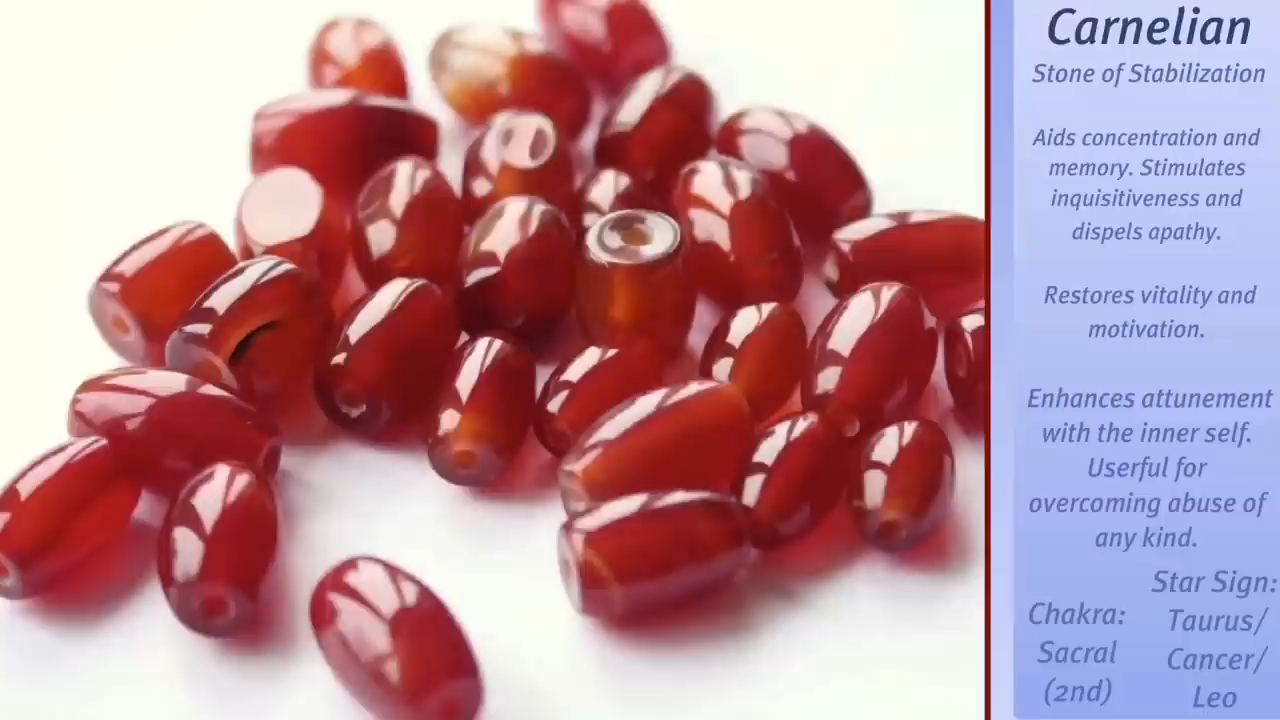 Carnelian
Stone of Stabilization
Aids concentration and
memory. Stimulates
inquisitiveness and
dispels apathy.
Restores vitality and
motivation.
Enhances attunement
with the inner self.
Userful for
overcoming abuse of
any kind.
Chakra:
Sacral
(2nd)
Star Sign:
Taurus/
Cancer/
Leo